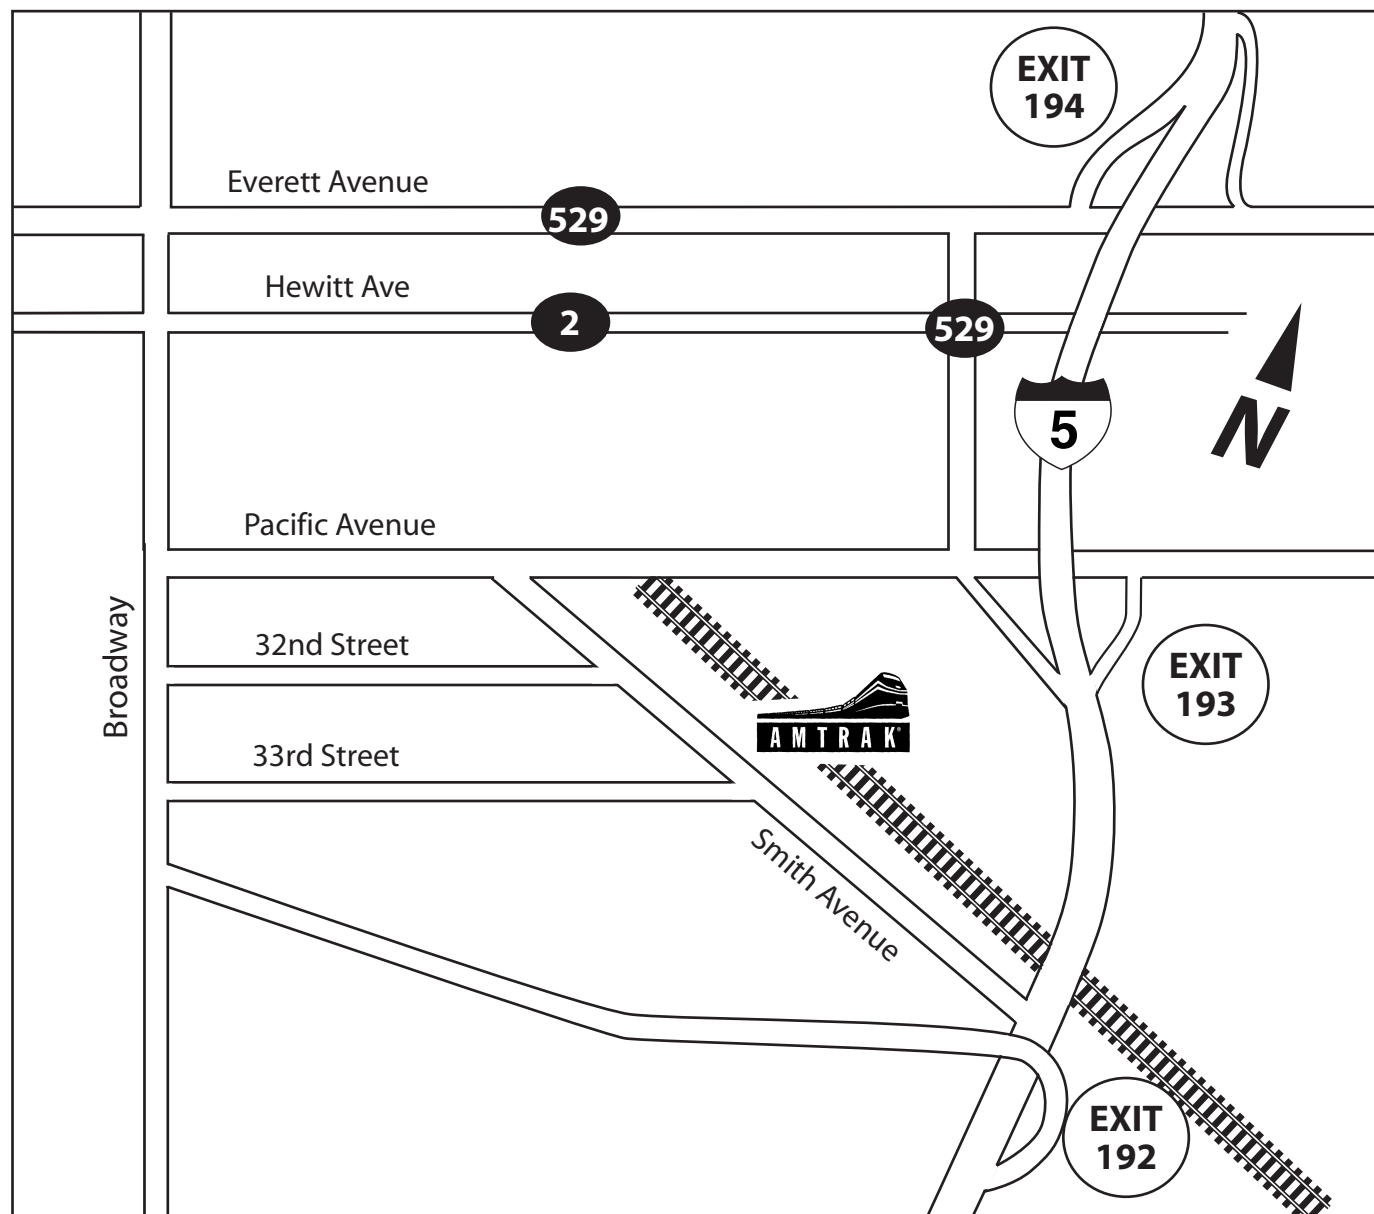 EXIT
194
Everett Avenue
529
Hewitt Ave
2
529
5
N
Pacific Avenue
Broadway
32nd Street
EXIT
193
AMTRAK®
33rd Street
Smith Avenue
EXIT
192